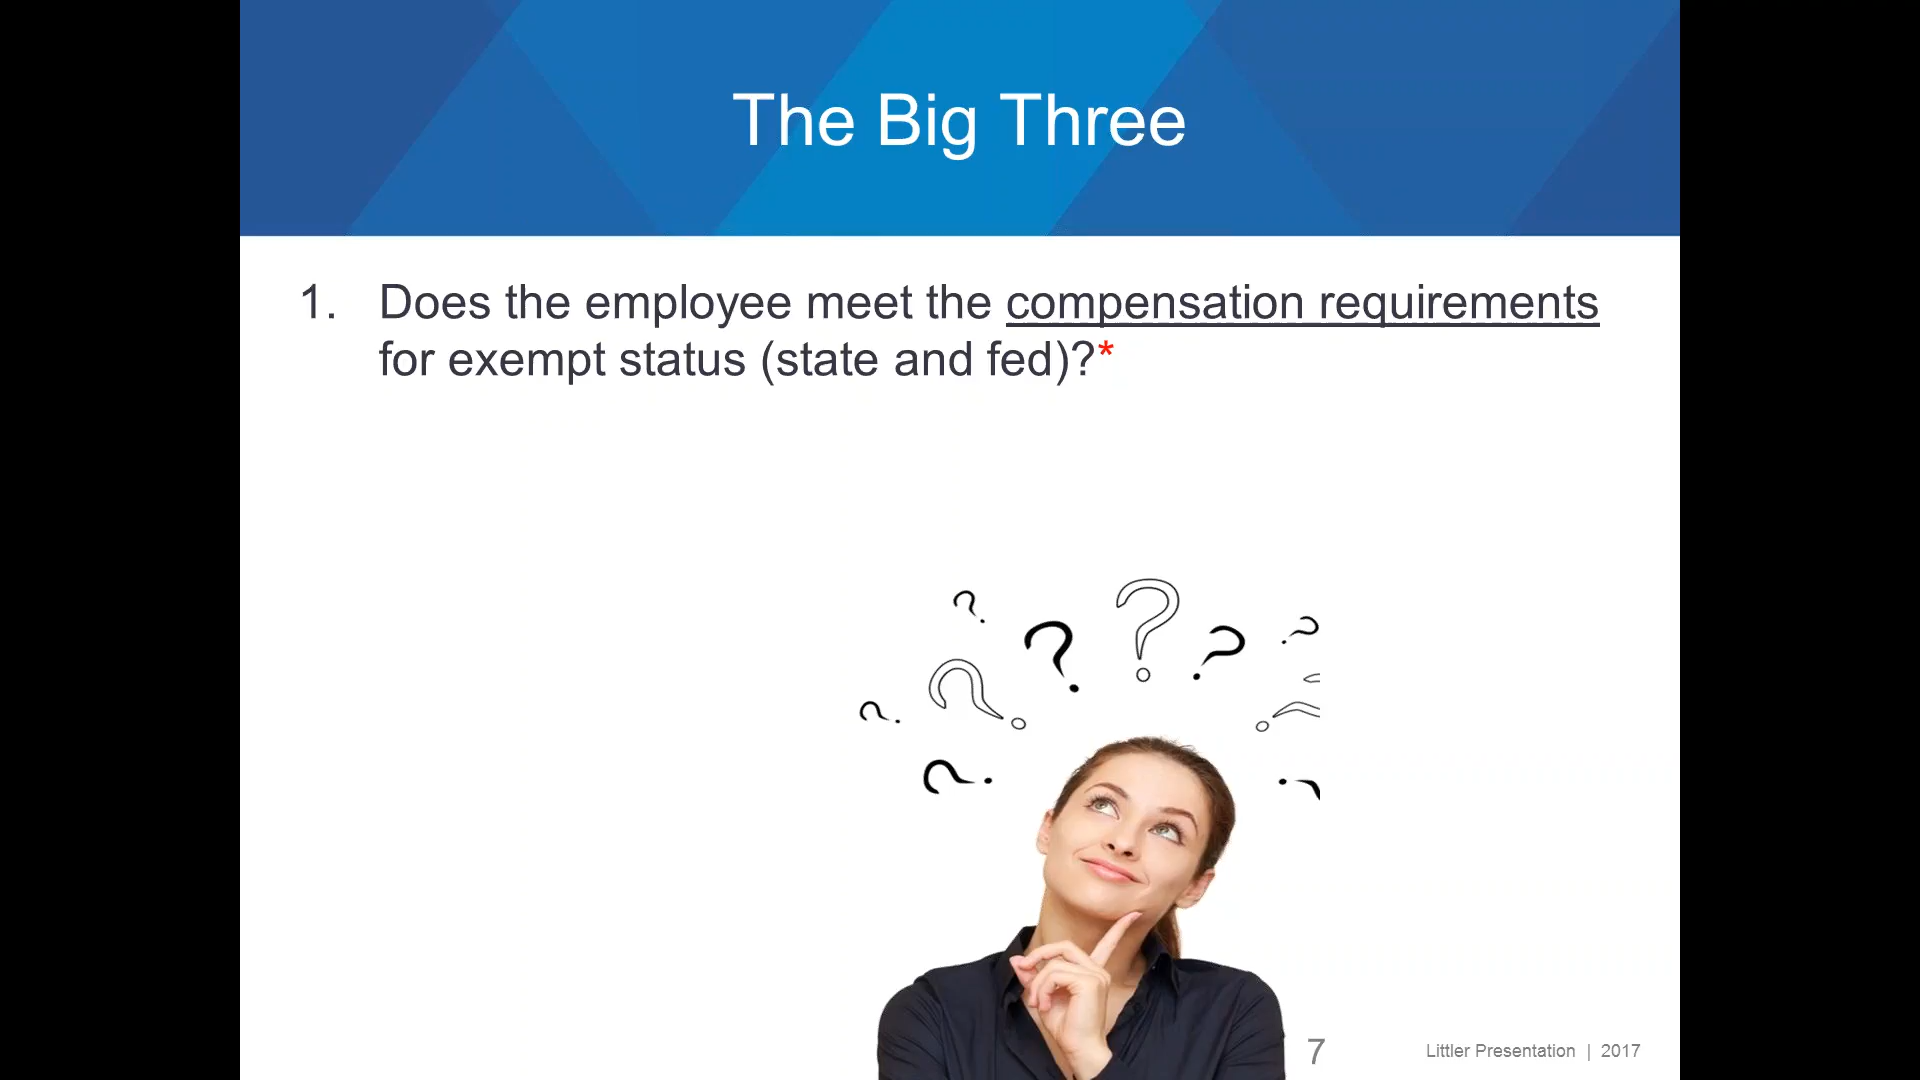 The Big Three
1. Does the employee meet the compensation requirements
for exempt status (state and fed)?*
7
Littler Presentation | 2017